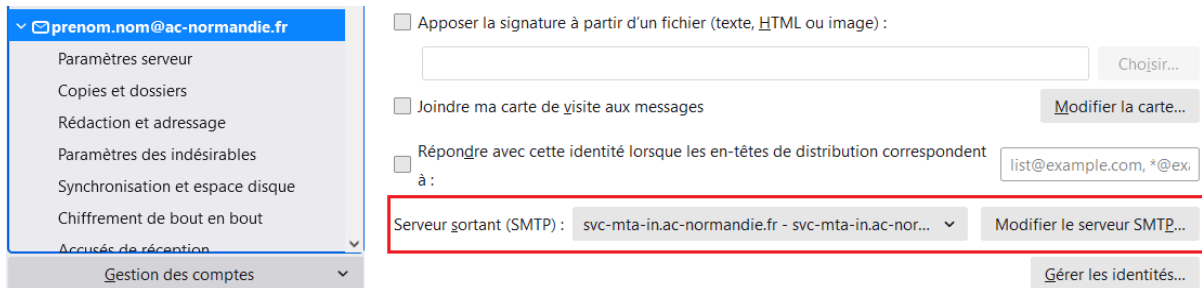 prenom.nom@ac-normandie.fr
Paramètres serveur
Copies et dossiers
Rédaction et adressage
Paramètres des indésirables
Synchronisation et espace disque
Chiffrement de bout en bout
Accusés de réception
Gestion des comptes
Apposer la signature à partir d'un fichier (texte, HTML ou image) :
Choisir...
Joindre ma carte de visite aux messages
Modifier la carte...
Répondre avec cette identité lorsque les en-têtes de distribution correspondent
à :
list@example.com, *@exa
Serveur sortant (SMTP) : svc-mta-in.ac-normandie.fr - svc-mta-in.ac-nor... Modifier le serveur SMTP...
Gérer les identités...